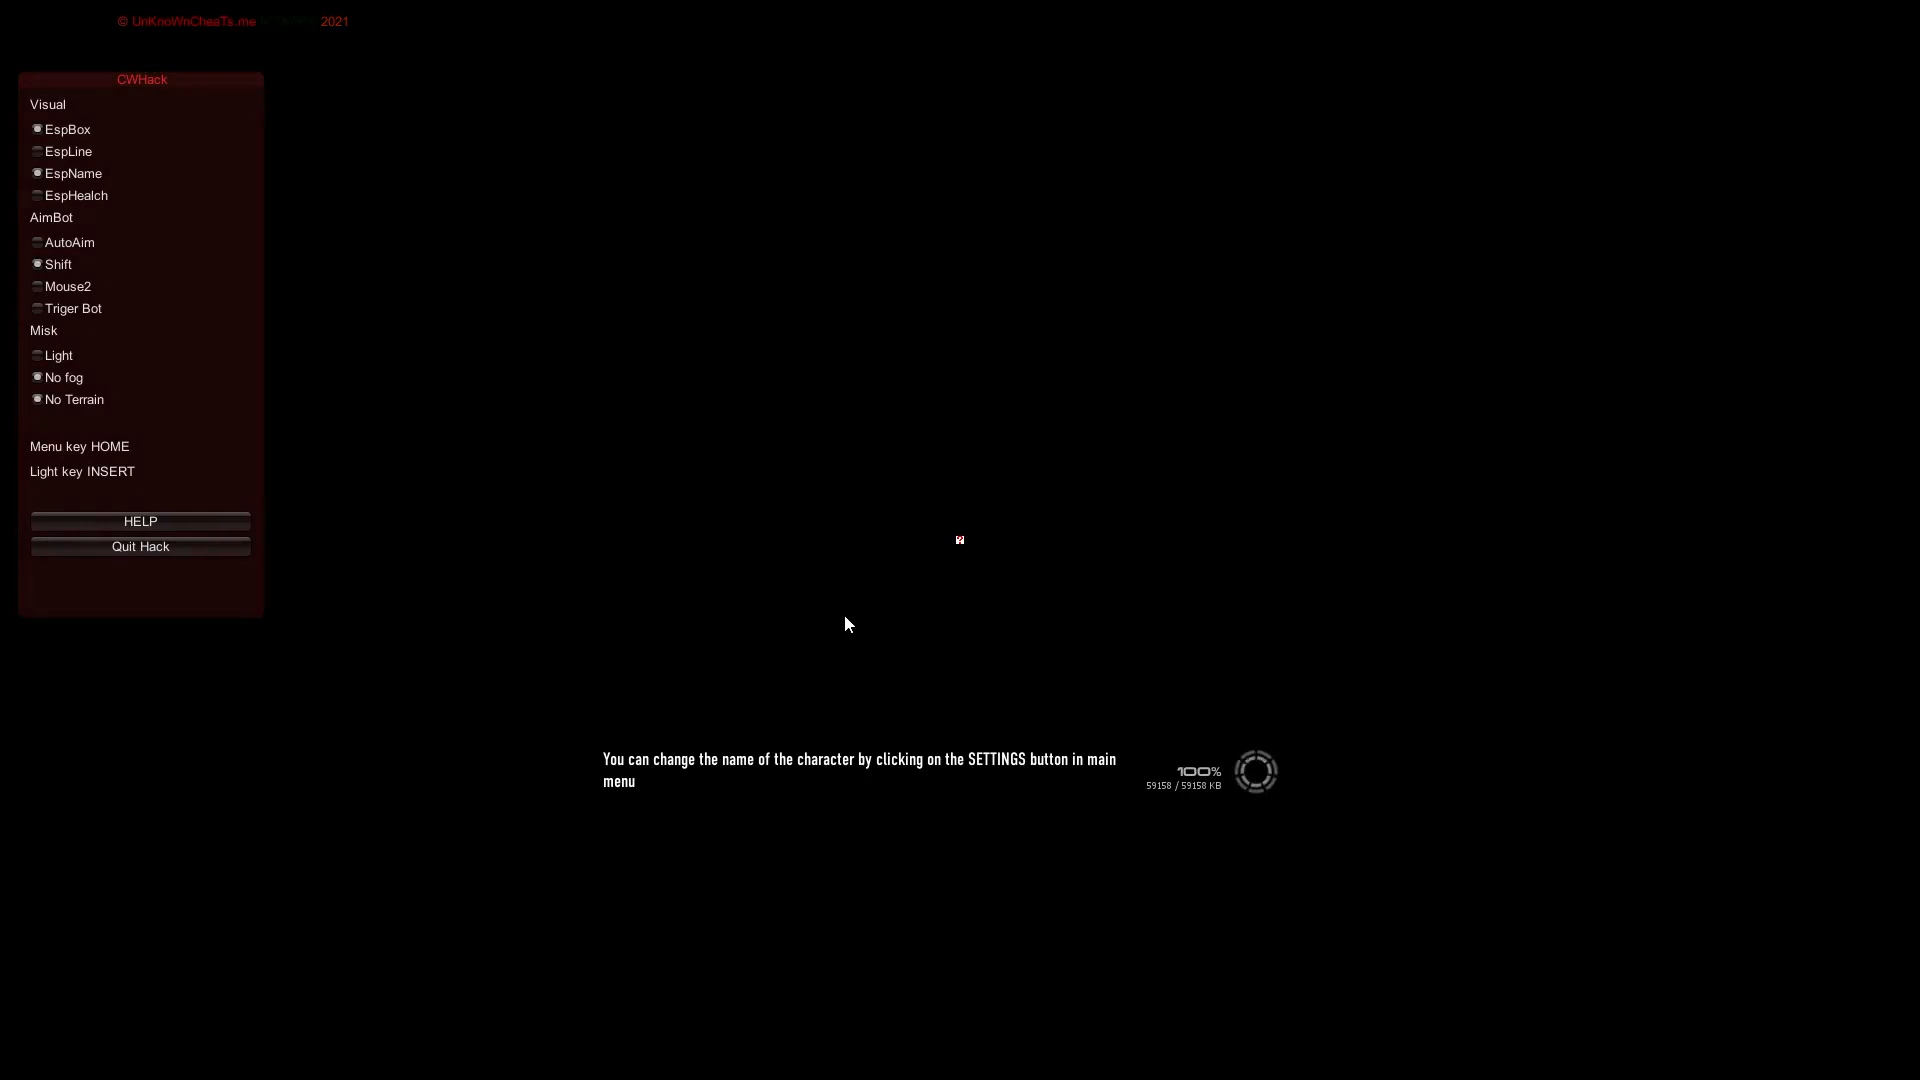 © UnKnoWnCheaTs.me 2021
CWHack
Visual
EspBox
EspLine
EspName
EspHealch
AimBot
AutoAim
Shift
Mouse2
Triger Bot
Misk
Light
No fog
No Terrain
Menu key HOME
Light key INSERT
HELP
Quit Hack
?
You can change the name of the character by clicking on the SETTINGS button in main
menu
100%
59158 / 59158 KB